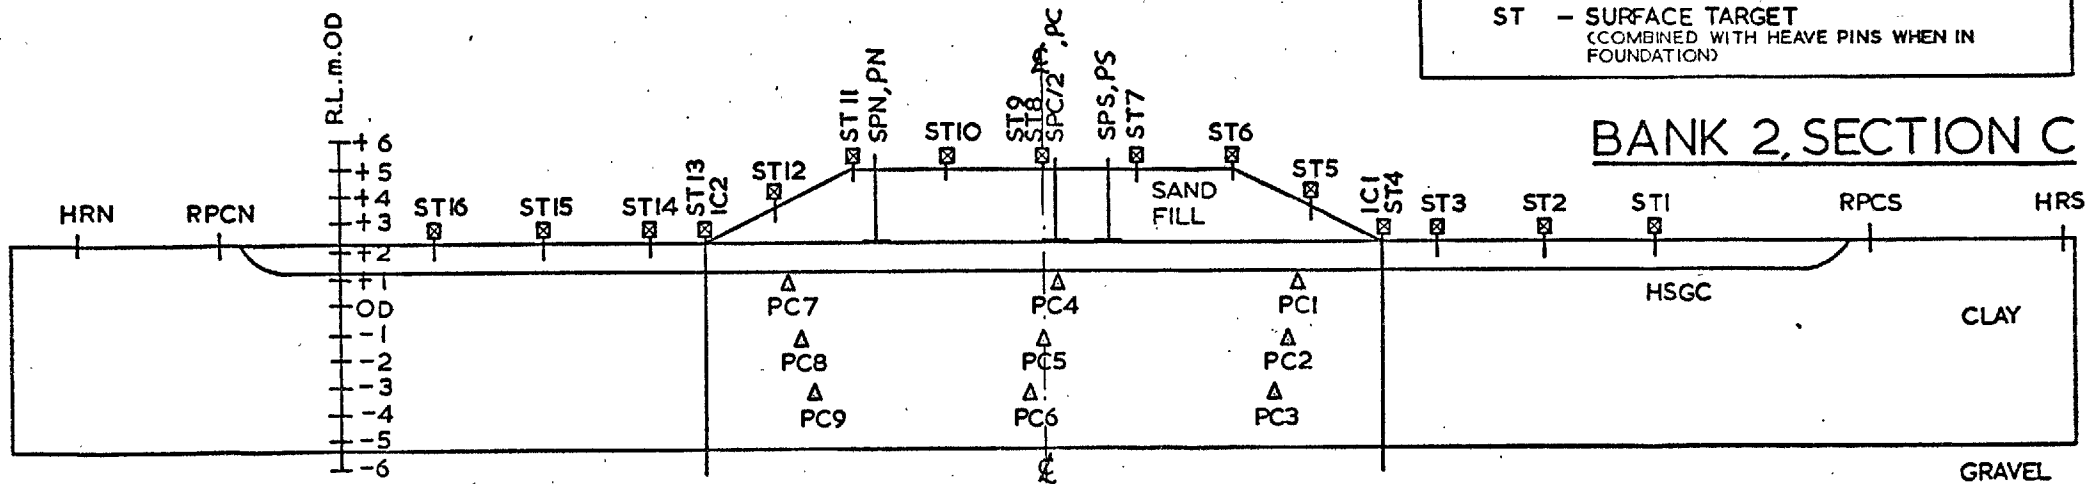 ST – SURFACE TARGET
(COMBINED WITH HEAVE PINS WHEN IN
FOUNDATION)
BANK 2, SECTION C
R.L.m.OD
+6
+5
+4
+3
+2
+1
OD
-1
-2
-3
-4
-5
-6
HRN
RPCN
ST16
ST15
ST14
ST13
IC2
ST12
ST11
SPN, PN
ST10
ST9
ST8
SPC1/2
,PC
SPS, PS
ST7
ST6
ST5
IC1
ST4
ST3
ST2
ST1
RPCS
HRS
SAND
FILL
PC7
PC4
PC1
HSGC
PC8
PC5
PC2
CLAY
PC9
PC6
PC3
GRAVEL